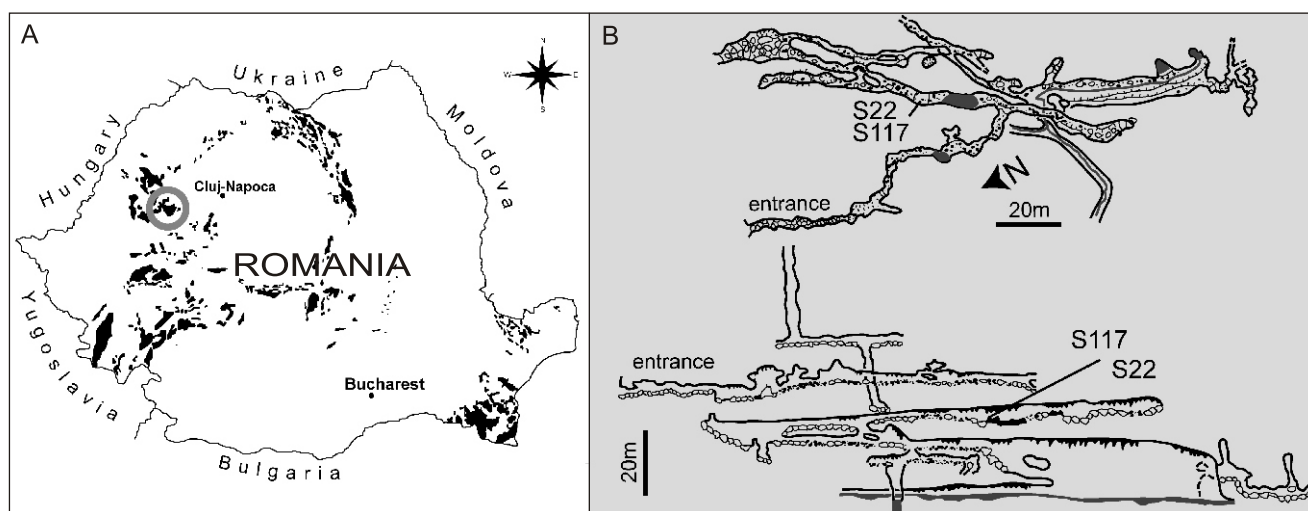 A
Ukraine
N
W
E
S
Hungary
Moldova
Cluj-Napoca
ROMANIA
Yugoslavia
Bucharest
Bulgaria
B
S22
S117
N
entrance
20m
S117
entrance
S22
20m